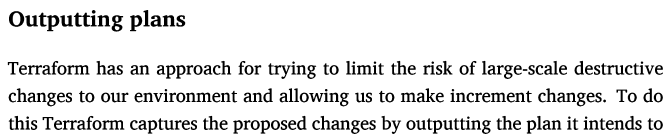 Outputting plans
Terraform has an approach for trying to limit the risk of large-scale destructive
changes to our environment and allowing us to make increment changes. To do
this Terraform captures the proposed changes by outputting the plan it intends to